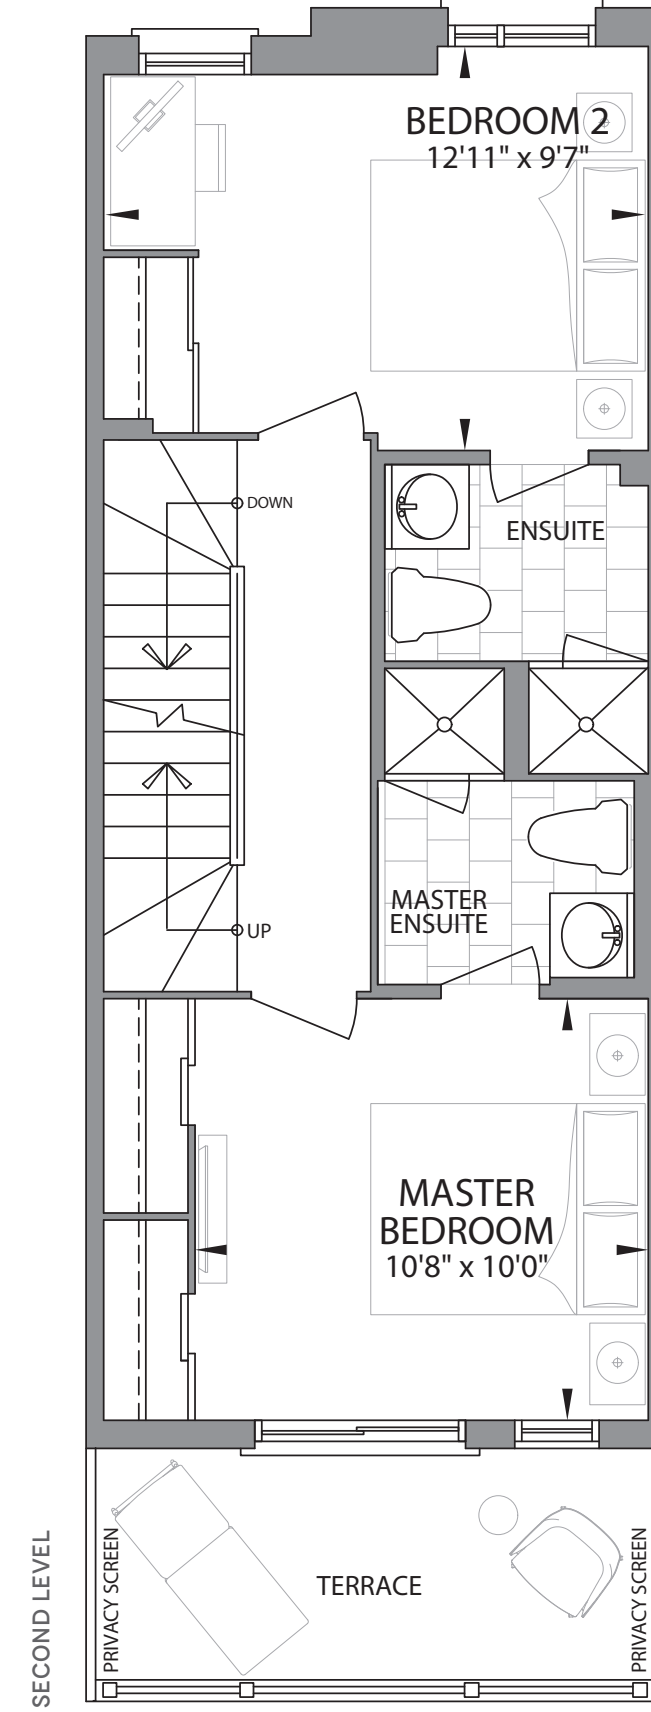 BEDROOM 2
12'11" x 9'7"
DOWN
ENSUITE
MASTER
ENSUITE
UP
MASTER
BEDROOM
10'8" x 10'0"
SECOND LEVEL
PRIVACY SCREEN
TERRACE
PRIVACY SCREEN